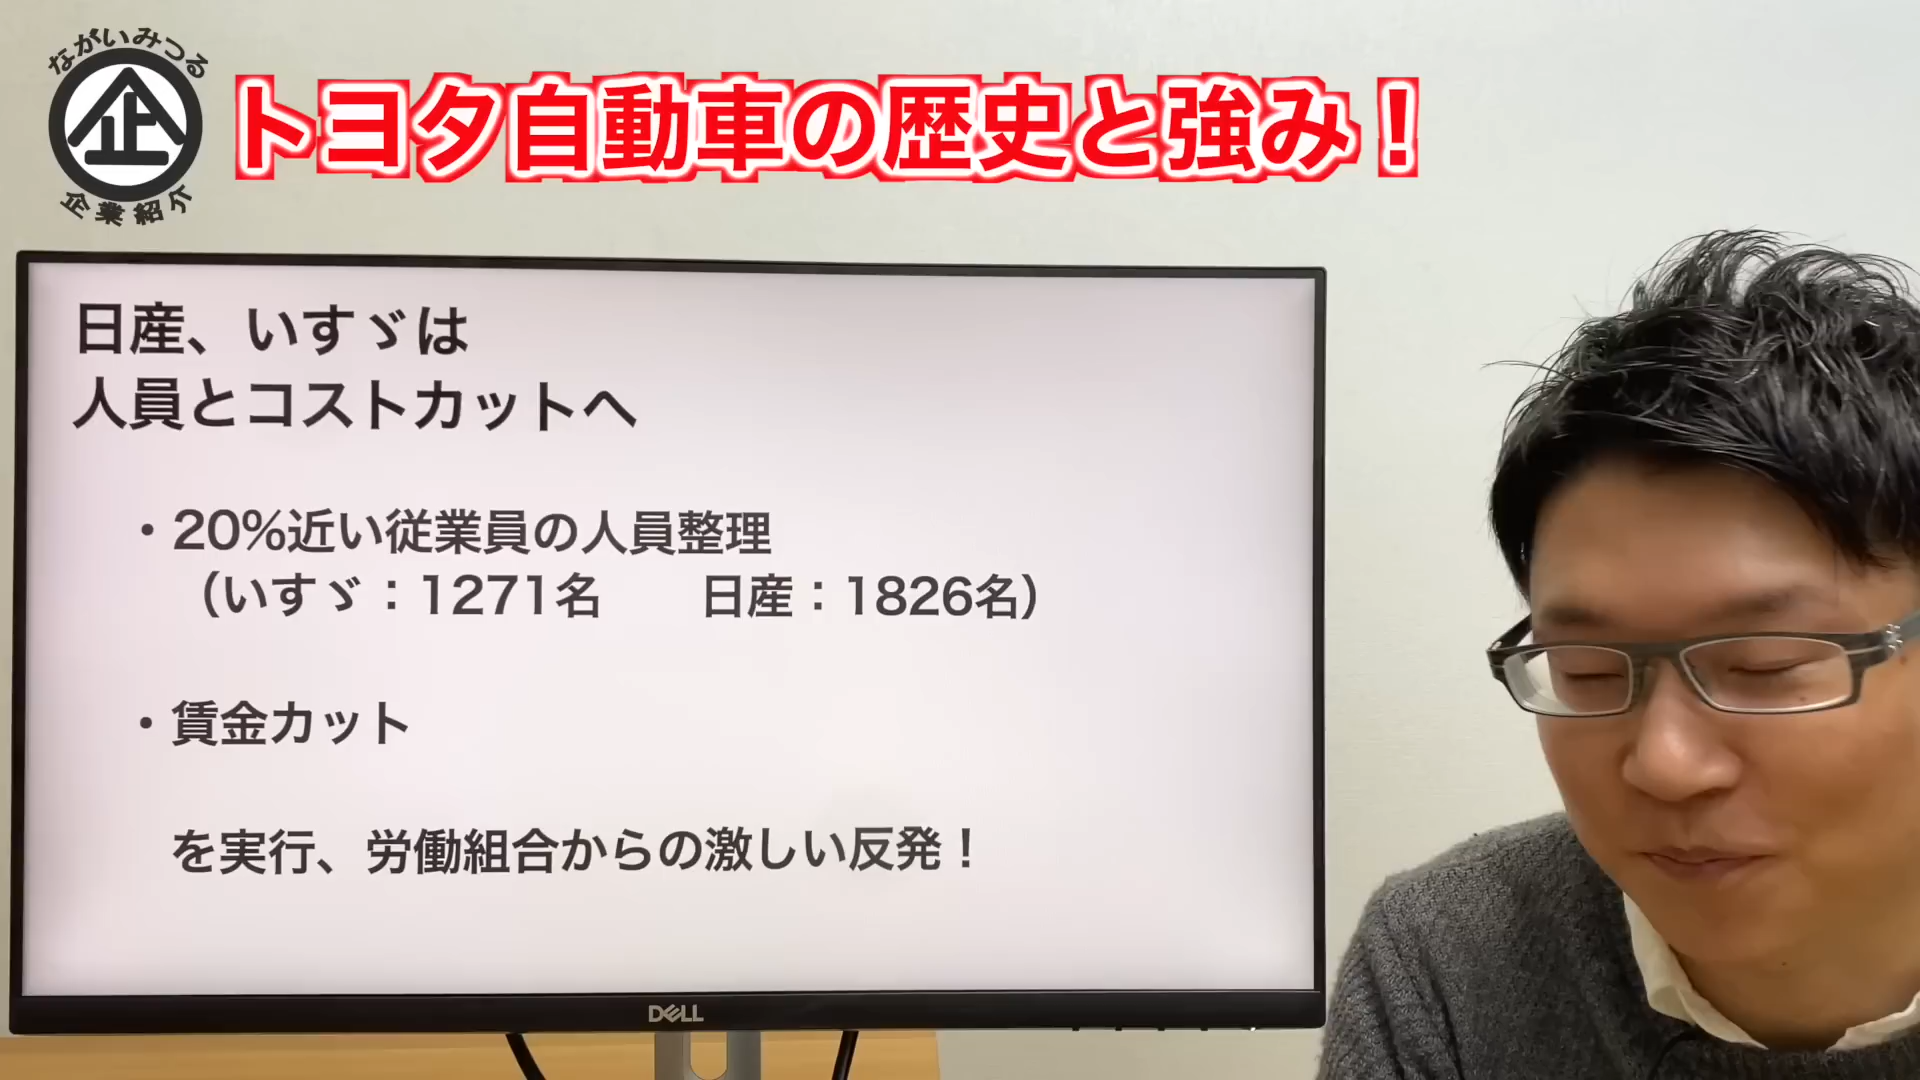 ながいみつる
企
企業紹介
トヨタ自動車の歴史と強み！
日産、いすゞは
人員とコストカットへ
・20%近い従業員の人員整理
（いすゞ：1271名　　日産：1826名）
・賃金カット
を実行、労働組合からの激しい反発！
DELL